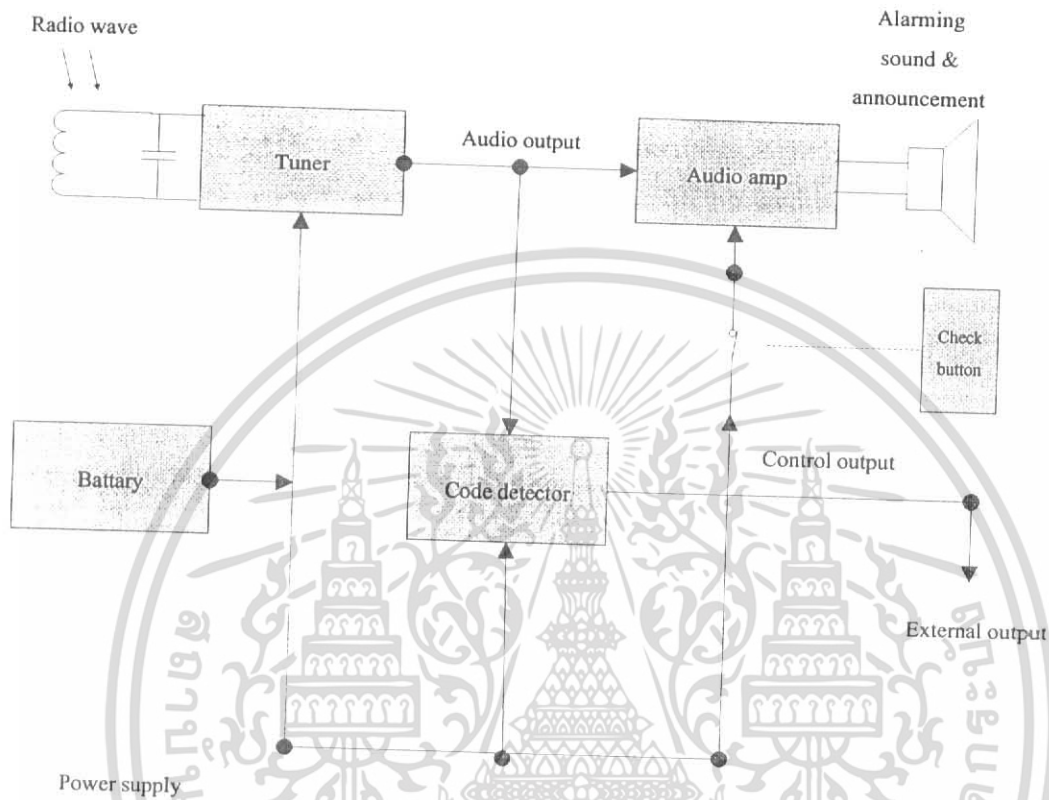 Radio wave
Alarming
sound &
announcement
Tuner
Audio output
Audio amp
Check
button
Battary
Code detector
Control output
External output
Power supply